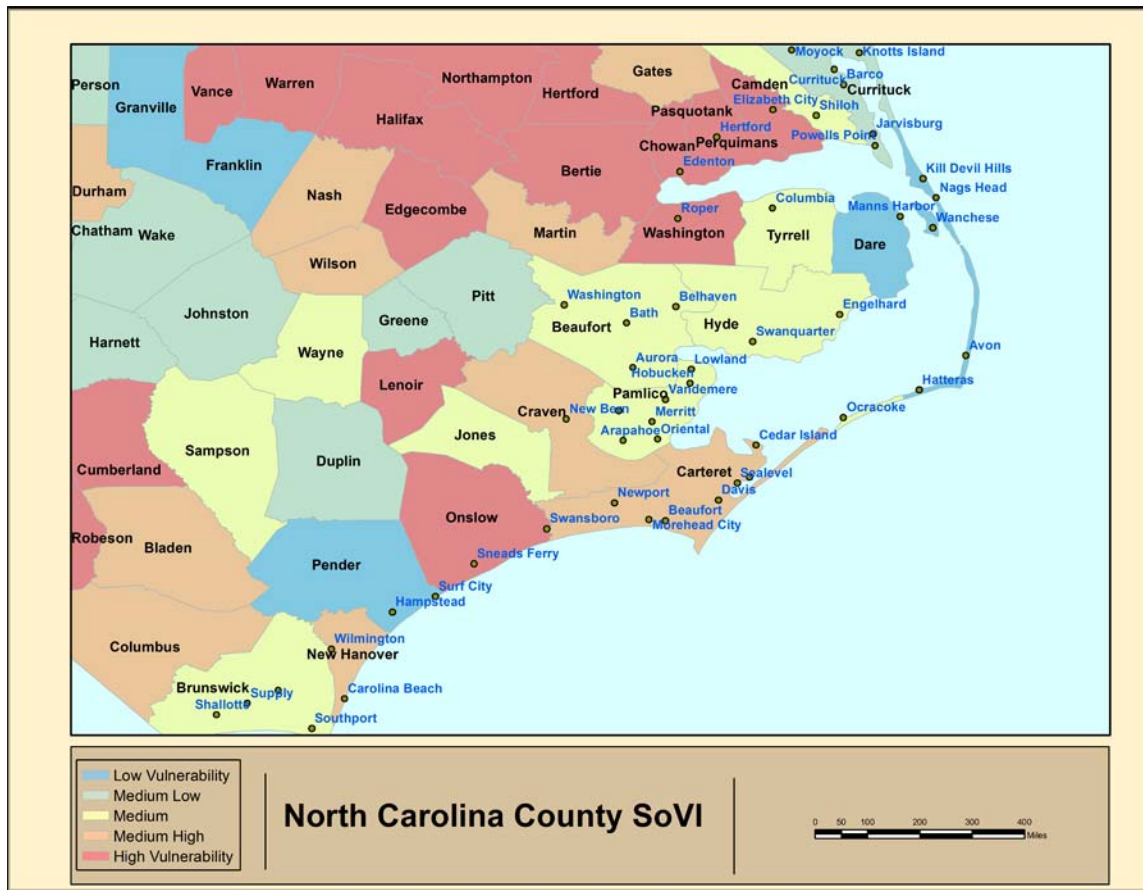 Moyock
Knotts Island
Person
Granville
Vance
Warren
Northampton
Hertford
Gates
Camden
Currituck
Barco
Currituck
Halifax
Pasquotank
Elizabeth City
Shiloh
Franklin
Hertford
Powells Point
Jarvisburg
Chowan
Perquimans
Edenton
Bertie
Durham
Nash
Kill Devil Hills
Nags Head
Chatham
Wake
Edgecombe
Martin
Roper
Washington
Columbia
Tyrrell
Manns Harbor
Wanchese
Dare
Wilson
Johnston
Greene
Pitt
Washington
Bath
Belhaven
Beaufort
Hyde
Engelhard
Swanquarter
Harnett
Wayne
Lenoir
Aurora
Lowland
Hobucken
Vandemere
Pamlico
Avon
Hatteras
Craven
New Bern
Merritt
Arapahoe
Oriental
Ocracoke
Cedar Island
Jones
Sampson
Duplin
Cumberland
Carteret
Sealevel
Davis
Newport
Beaufort
Morehead City
Swansboro
Onslow
Robeson
Bladen
Pender
Sneads Ferry
Surf City
Hampstead
Columbus
Wilmington
New Hanover
Brunswick
Supply
Shallotte
Carolina Beach
Southport
Low Vulnerability
Medium Low
Medium
Medium High
High Vulnerability
North Carolina County SoVI
0 50 100 200 300 400
Miles